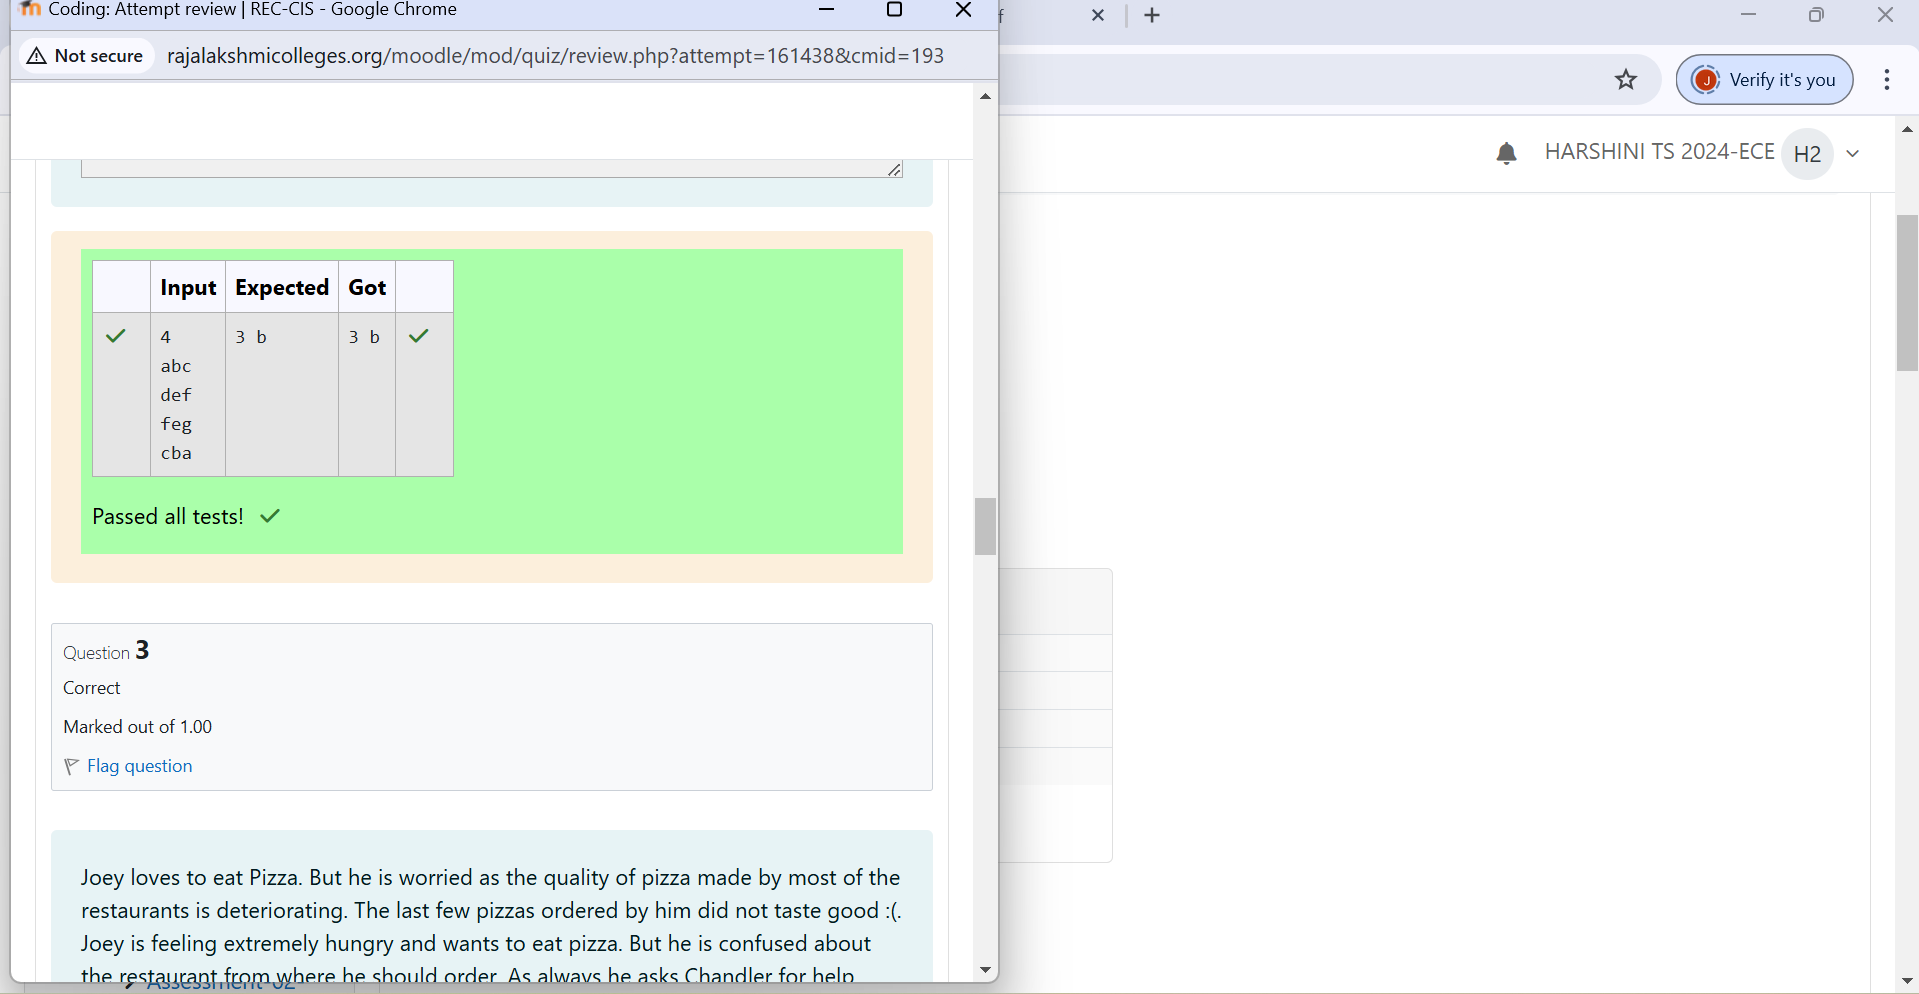 Coding: Attempt review | REC-CIS - Google Chrome
Not secure rajalakshmicolleges.org/moodle/mod/quiz/review.php?attempt=161438&cmid=193
Verify it's you
HARSHINI TS 2024-ECE H2
Input Expected Got
4 3 b 3 b
abc
def
feg
cba
Passed all tests!
Question 3
Correct
Marked out of 1.00
Flag question
Joey loves to eat Pizza. But he is worried as the quality of pizza made by most of the
restaurants is deteriorating. The last few pizzas ordered by him did not taste good :(.
Joey is feeling extremely hungry and wants to eat pizza. But he is confused about
the restaurant from where he should order. As always he asks Chandler for help
Assessment-02